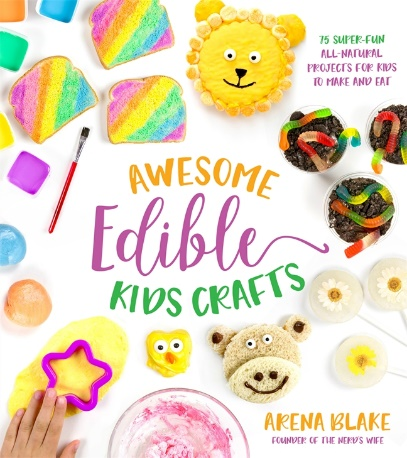 75 SUPER-FUN
ALL-NATURAL
PROJECTS FOR KIDS
TO MAKE AND EAT
AWESOME
Edible
KIDS CRAFTS
ARENA BLAKE
FOUNDER OF THE NERD'S WIFE